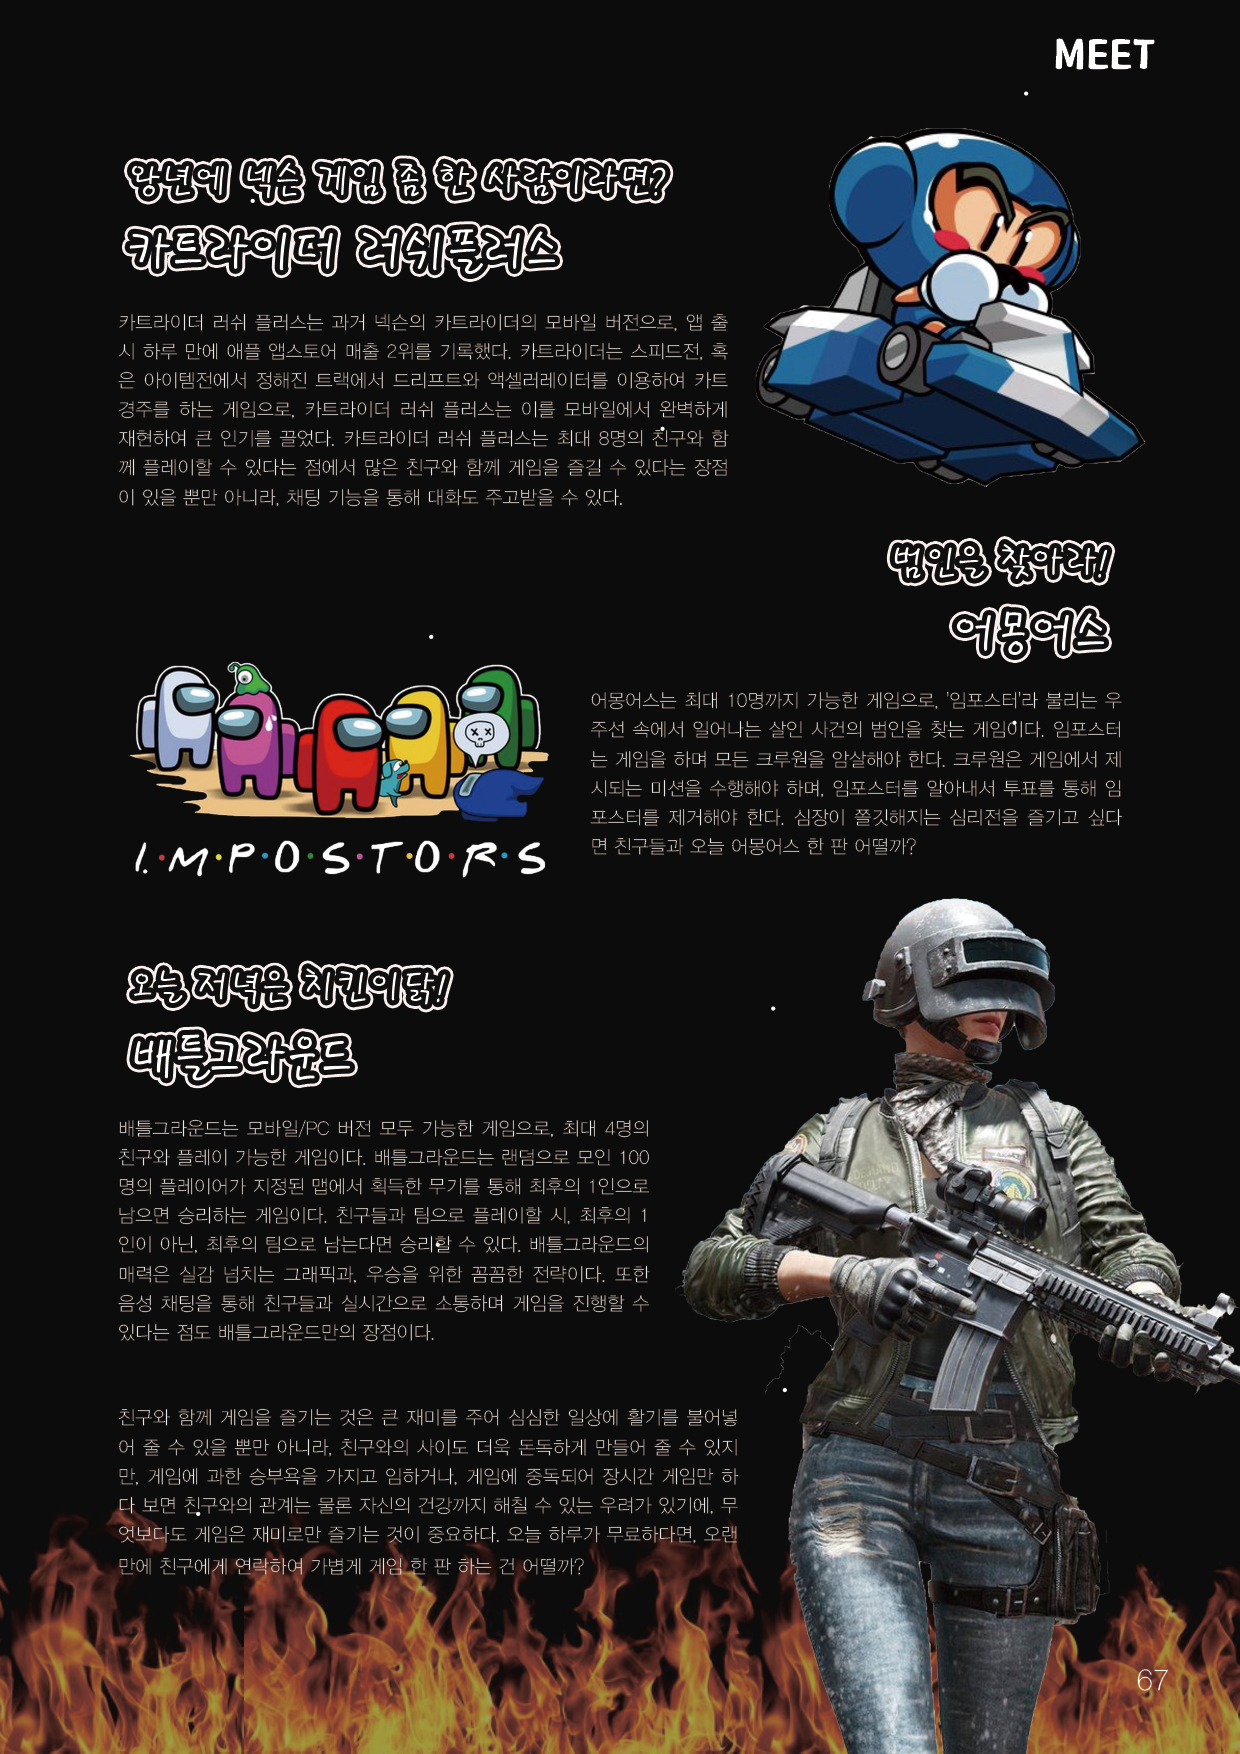 MEET
왕년에 넥슨 게임 좀 한 사람이라면?
카트라이더 러쉬플러스
카트라이더 러쉬 플러스는 과거 넥슨의 카트라이더의 모바일 버전으로, 앱 출
시 하루 만에 애플 앱스토어 매출 2위를 기록했다. 카트라이더는 스피드전, 혹
은 아이템전에서 정해진 트랙에서 드리프트와 액셀러레이터를 이용하여 카트
경주를 하는 게임으로, 카트라이더 러쉬 플러스는 이를 모바일에서 완벽하게
재현하여 큰 인기를 끌었다. 카트라이더 러쉬 플러스는 최대 8명의 친구와 함
께 플레이할 수 있다는 점에서 많은 친구와 함께 게임을 즐길 수 있다는 장점
이 있을 뿐만 아니라, 채팅 기능을 통해 대화도 주고받을 수 있다.
범인을 찾아라!
어몽어스
어몽어스는 최대 10명까지 가능한 게임으로, '임포스터'라 불리는 우
주선 속에서 일어나는 살인 사건의 범인을 찾는 게임이다. 임포스터
는 게임을 하며 모든 크루원을 암살해야 한다. 크루원은 게임에서 제
시되는 미션을 수행해야 하며, 임포스터를 알아내서 투표를 통해 임
포스터를 제거해야 한다. 심장이 쫄깃해지는 심리전을 즐기고 싶다
면 친구들과 오늘 어몽어스 한 판 어떨까?
I.M·P·O·S·T·O·R·S
오늘 저녁은 치킨이닭!
배틀그라운드
배틀그라운드는 모바일/PC 버전 모두 가능한 게임으로, 최대 4명의
친구와 플레이 가능한 게임이다. 배틀그라운드는 랜덤으로 모인 100
명의 플레이어가 지정된 맵에서 획득한 무기를 통해 최후의 1인으로
남으면 승리하는 게임이다. 친구들과 팀으로 플레이할 시, 최후의 1
인이 아닌, 최후의 팀으로 남는다면 승리할 수 있다. 배틀그라운드의
매력은 실감 넘치는 그래픽과, 우승을 위한 꼼꼼한 전략이다. 또한
음성 채팅을 통해 친구들과 실시간으로 소통하며 게임을 진행할 수
있다는 점도 배틀그라운드만의 장점이다.
친구와 함께 게임을 즐기는 것은 큰 재미를 주어 심심한 일상에 활기를 불어넣
어 줄 수 있을 뿐만 아니라, 친구와의 사이도 더욱 돈독하게 만들어 줄 수 있지
만, 게임에 과한 승부욕을 가지고 임하거나, 게임에 중독되어 장시간 게임만 하
다 보면 친구와의 관계는 물론 자신의 건강까지 해칠 수 있는 우려가 있기에, 무
엇보다도 게임은 재미로만 즐기는 것이 중요하다. 오늘 하루가 무료하다면, 오랜
만에 친구에게 연락하여 가볍게 게임 한 판 하는 건 어떨까?
67